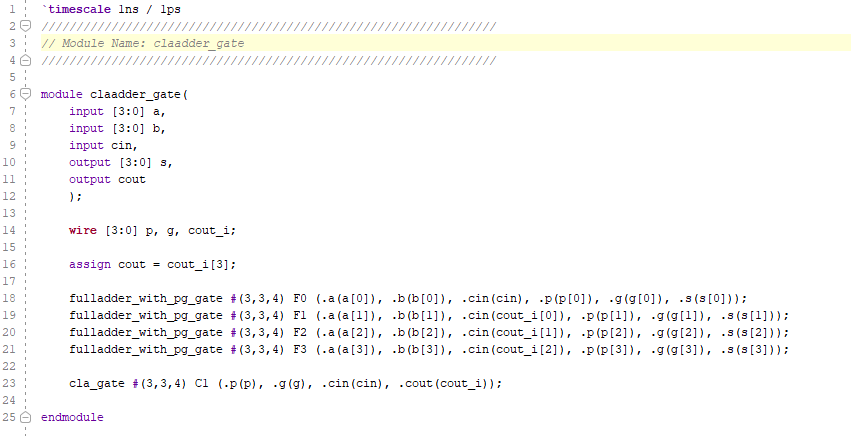 1 `timescale 1ns / 1ps
2 /////////////////////////////////////////////////////////////////
3 // Module Name: claadder_gate
4 /////////////////////////////////////////////////////////////////
5
6 module claadder_gate(
7 input [3:0] a,
8 input [3:0] b,
9 input cin,
10 output [3:0] s,
11 output cout
12 );
13
14 wire [3:0] p, g, cout_i;
15
16 assign cout = cout_i[3];
17
18 fulladder_with_pg_gate #(3,3,4) F0 (.a(a[0]), .b(b[0]), .cin(cin), .p(p[0]), .g(g[0]), .s(s[0]));
19 fulladder_with_pg_gate #(3,3,4) F1 (.a(a[1]), .b(b[1]), .cin(cout_i[0]), .p(p[1]), .g(g[1]), .s(s[1]));
20 fulladder_with_pg_gate #(3,3,4) F2 (.a(a[2]), .b(b[2]), .cin(cout_i[1]), .p(p[2]), .g(g[2]), .s(s[2]));
21 fulladder_with_pg_gate #(3,3,4) F3 (.a(a[3]), .b(b[3]), .cin(cout_i[2]), .p(p[3]), .g(g[3]), .s(s[3]));
22
23 cla_gate #(3,3,4) C1 (.p(p), .g(g), .cin(cin), .cout(cout_i));
24
25 endmodule